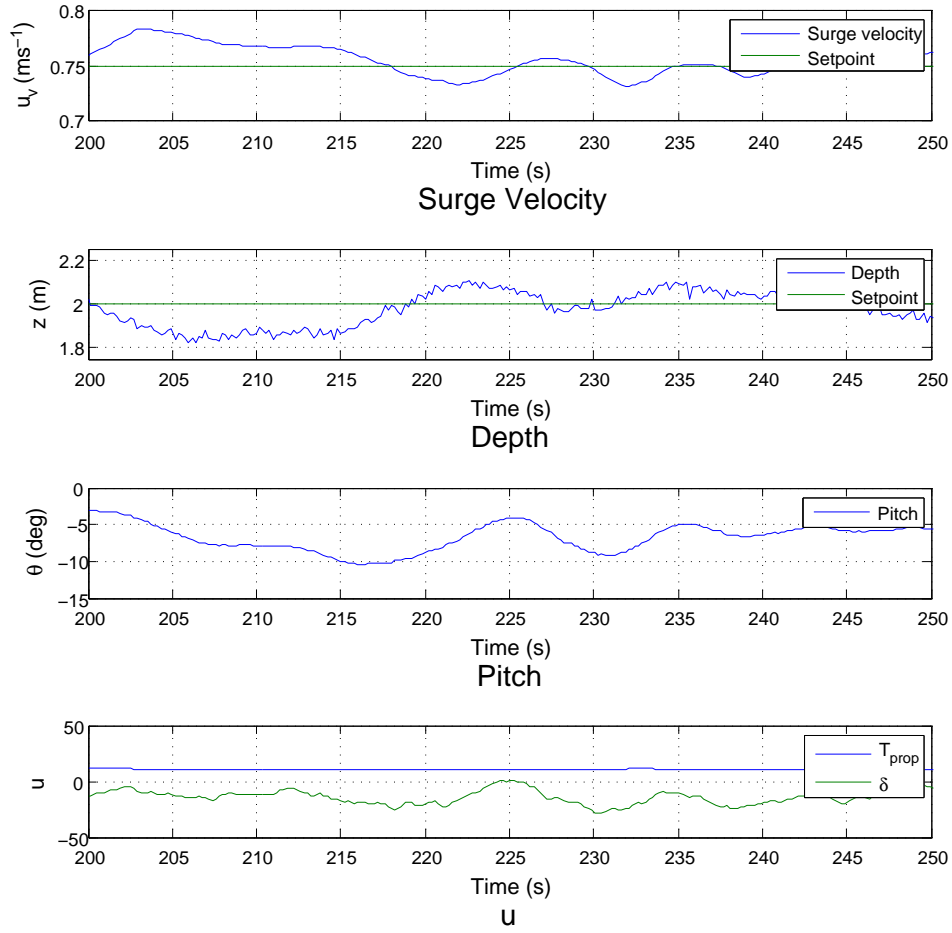 0.8
0.75
0.7
u_v (ms⁻¹)
Surge velocity
Setpoint
200 205 210 215 220 225 230 235 240 245 250
Time (s)
Surge Velocity
2.2
2
1.8
z (m)
Depth
Setpoint
200 205 210 215 220 225 230 235 240 245 250
Time (s)
Depth
0
−5
−10
−15
θ (deg)
Pitch
200 205 210 215 220 225 230 235 240 245 250
Time (s)
Pitch
50
0
−50
u
T_prop
δ
200 205 210 215 220 225 230 235 240 245 250
Time (s)
u